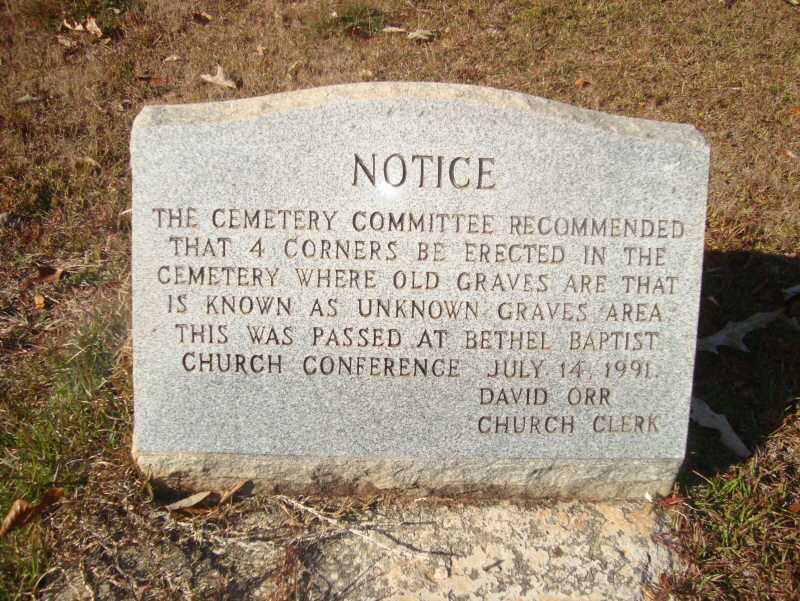 NOTICE
THE CEMETERY COMMITTEE RECOMMENDED
THAT 4 CORNERS BE ERECTED IN THE
CEMETERY WHERE OLD GRAVES ARE THAT
IS KNOWN AS UNKNOWN GRAVES AREA.
THIS WAS PASSED AT BETHEL BAPTIST
CHURCH CONFERENCE JULY 14, 1991.
DAVID ORR
CHURCH CLERK